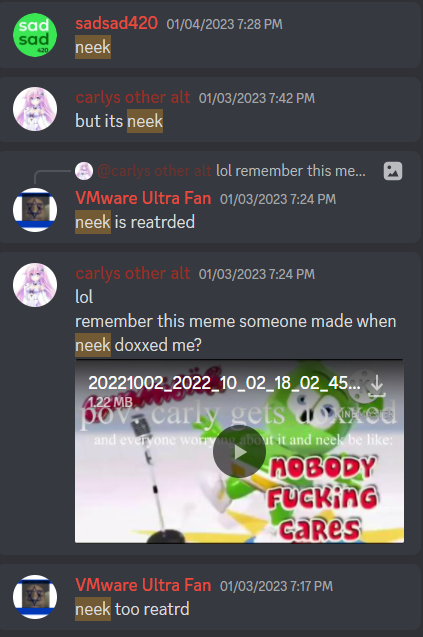 sad
sad
420
sadsad420 01/04/2023 7:28 PM
neek
carlys other alt 01/03/2023 7:42 PM
but its neek
@carlys other alt lol remember this me...
VMware Ultra Fan 01/03/2023 7:24 PM
neek is reatrded
carlys other alt 01/03/2023 7:24 PM
lol
remember this meme someone made when
neek doxxed me?
20221002_2022_10_02_18_02_45...
1.22 MB
pov: carly gets doxxed
and everyone worrying about it and neek be like:
NOBODY
FUCKING
CARES
VMware Ultra Fan 01/03/2023 7:17 PM
neek too reatrd